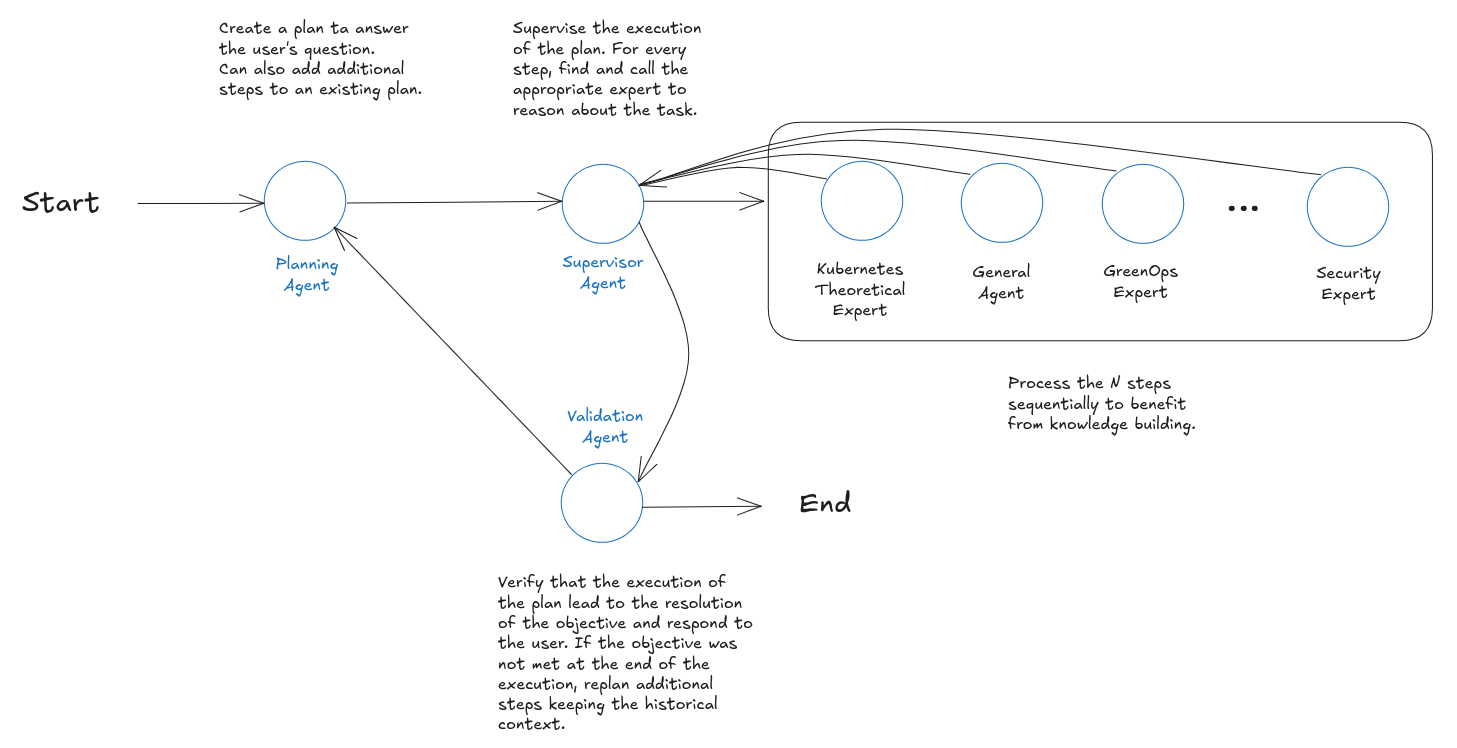 Create a plan ta answer
the user's question.
Can also add additional
steps to an existing plan.
Supervise the execution
of the plan. For every
step, find and call the
appropriate expert to
reason about the task.
Start
Planning
Agent
Supervisor
Agent
Kubernetes
Theoretical
Expert
General
Agent
GreenOps
Expert
...
Security
Expert
Process the N steps
sequentially to benefit
from knowledge building.
Validation
Agent
End
Verify that the execution of
the plan lead to the resolution
of the objective and respond to
the user. If the objective was
not met at the end of the
execution, replan additional
steps keeping the historical
context.